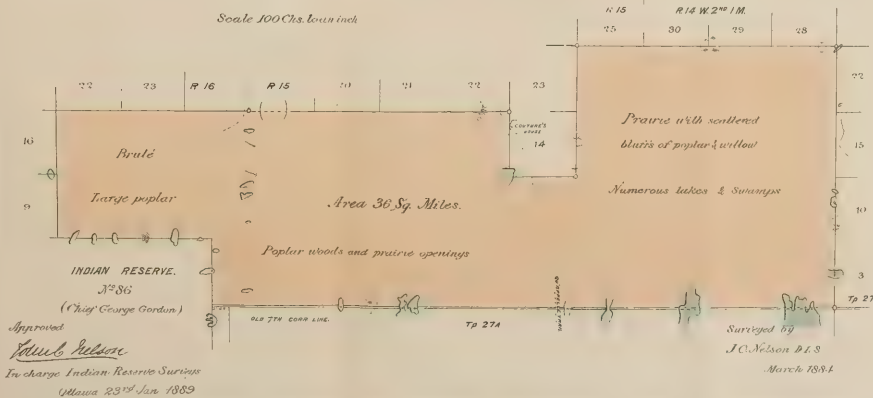 Scale 100 Chs. to an inch
R 15 R 14 W. 2ND I M.
25 30 29 28
22 23 R 16 R 15 20 21 22 23
22
Prairie with scattered
COUTURE'S
HOUSE
14
16
bluffs of poplar & willow
15
Brulé
Large poplar
9
Area 36 Sq. Miles.
Numerous lakes & Swamps
10
Poplar woods and prairie openings
INDIAN RESERVE.
No 86
(Chief George Gordon)
3
OLD 7TH CORR. LINE.
Tp 27A
Tp 27
Approved
Nelson
In charge Indian Reserve Surveys
Ottawa 23rd Jan 1889
Surveyed by
J.C. Nelson D.L.S
March 1884